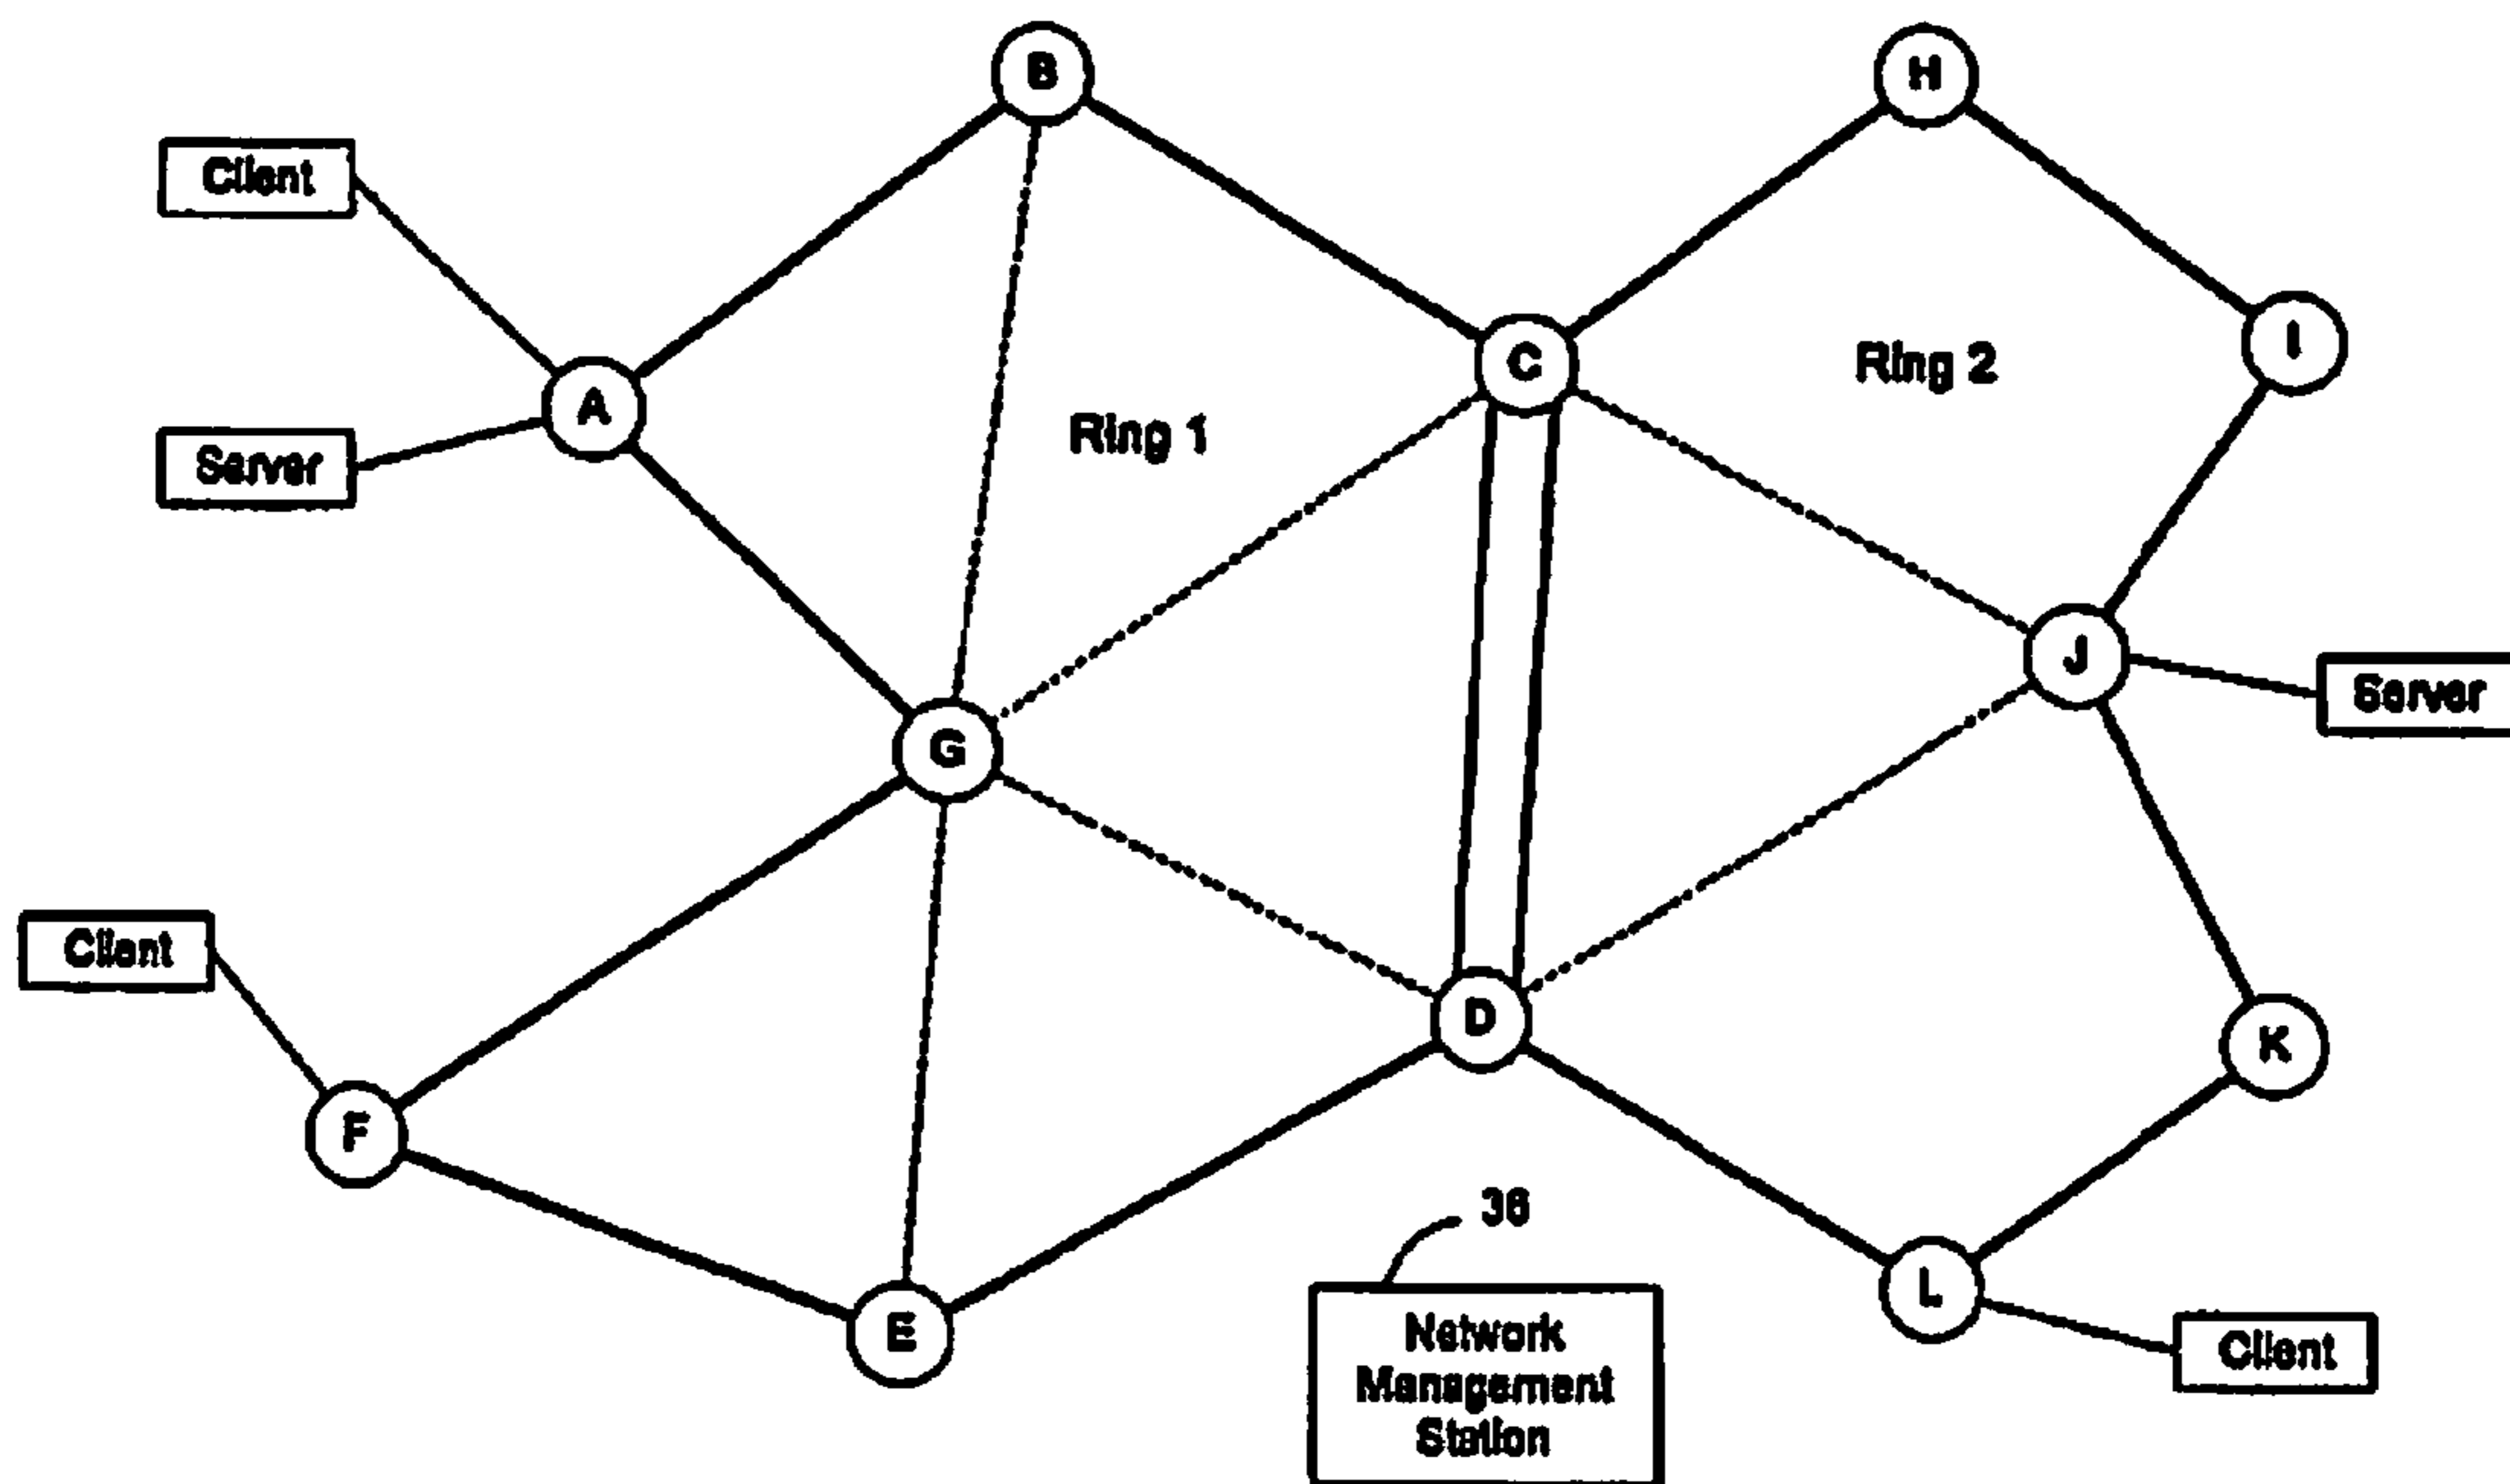 B
H
Client
C
I
Ring 2
A
Ring 1
Server
J
Server
G
Client
D
K
F
36
L
E
Network
Management
Station
Client